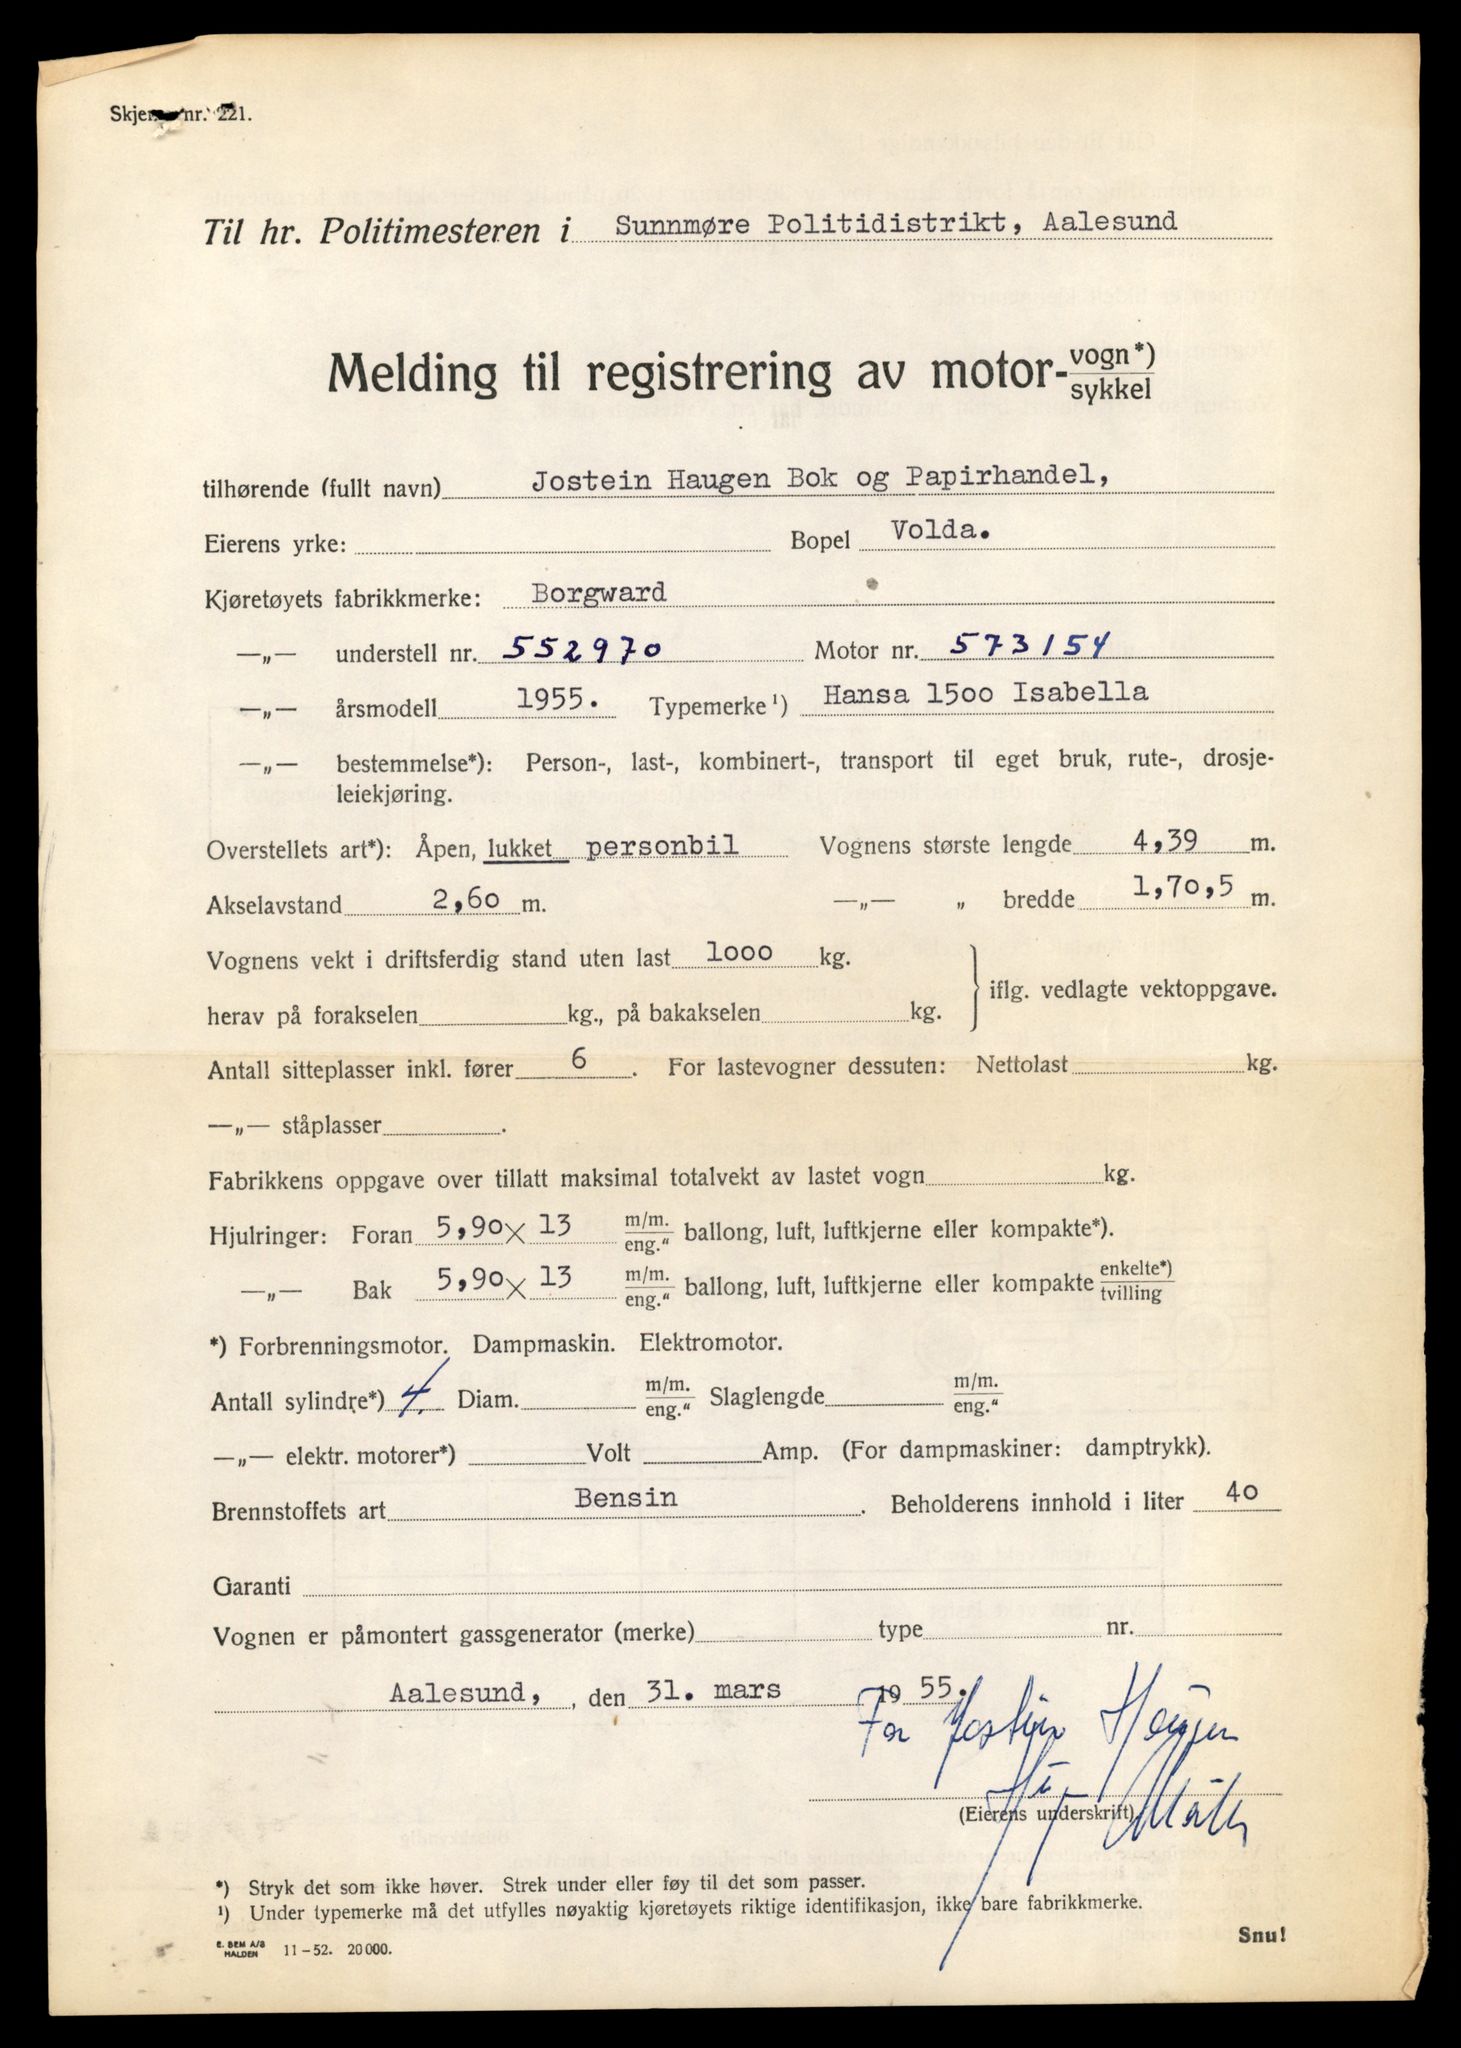 Skje nr. 221.
Til hr. Politimesteren i Sunnmøre Politidistrikt, Aalesund
Melding til registrering av motor-vogn*)
sykkel
tilhørende (fullt navn) Jostein Haugen Bok og Papirhandel,
Eierens yrke: Bopel Volda.
Kjøretøyets fabrikkmerke: Borgward
—„— understell nr. 552970 Motor nr. 573154
—„— årsmodell 1955. Typemerke¹) Hansa 1500 Isabella
—„— bestemmelse*): Person-, last-, kombinert-, transport til eget bruk, rute-, drosje-
leiekjøring.
Overstellets art*): Åpen, lukket personbil Vognens største lengde 4,39 m.
Akselavstand 2,60 m. —„— „ bredde 1,70,5 m.
Vognens vekt i driftsferdig stand uten last 1000 kg.
iflg. vedlagte vektoppgave.
herav på forakselen kg., på bakakselen kg.
Antall sitteplasser inkl. fører 6. For lastevogner dessuten: Nettolast kg.
—„— ståplasser .
Fabrikkens oppgave over tillatt maksimal totalvekt av lastet vogn kg.
Hjulringer: Foran 5,90 x 13 m/m. eng.“ ballong, luft, luftkjerne eller kompakte*).
—„— Bak 5,90 x 13 m/m. eng.“ ballong, luft, luftkjerne eller kompakte enkelte*) tvilling
*) Forbrenningsmotor. Dampmaskin. Elektromotor.
Antall sylindre*) 4. Diam. m/m. eng.“ Slaglengde m/m. eng.“
—„— elektr. motorer*) Volt Amp. (For dampmaskiner: damptrykk).
Brennstoffets art Bensin . Beholderens innhold i liter 40
Garanti
Vognen er påmontert gassgenerator (merke) type nr.
Aalesund, , den 31. mars 19 55.
For Jostein Haugen
(Eierens underskrift)
*) Stryk det som ikke høver. Strek under eller føy til det som passer.
¹) Under typemerke må det utfylles nøyaktig kjøretøyets riktige identifikasjon, ikke bare fabrikkmerke.
E. SEM A/S
HALDEN 11-52. 20 000.
Snu!